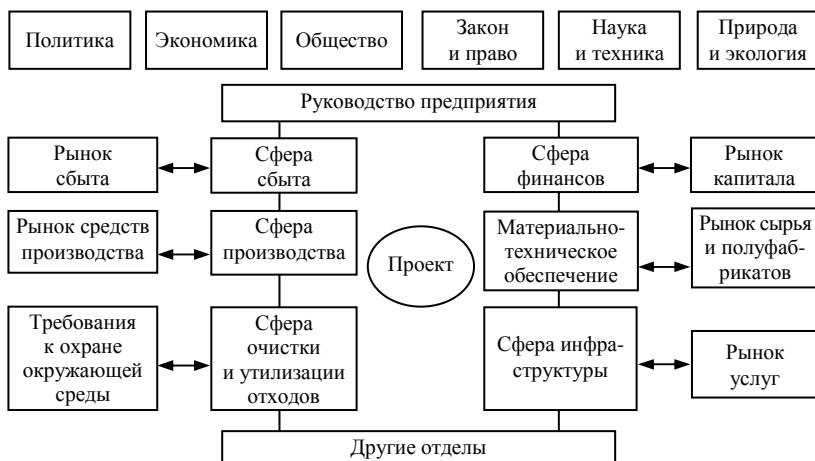 Политика
Экономика
Общество
Закон
и право
Наука
и техника
Природа
и экология
Руководство предприятия
Рынок
сбыта
Сфера
сбыта
Сфера
финансов
Рынок
капитала
Рынок средств
производства
Сфера
производства
Проект
Материально-
техническое
обеспечение
Рынок сырья
и полуфаб-
рикатов
Требования
к охране
окружающей
среды
Сфера
очистки
и утилизации
отходов
Сфера инфра-
структуры
Рынок
услуг
Другие отделы